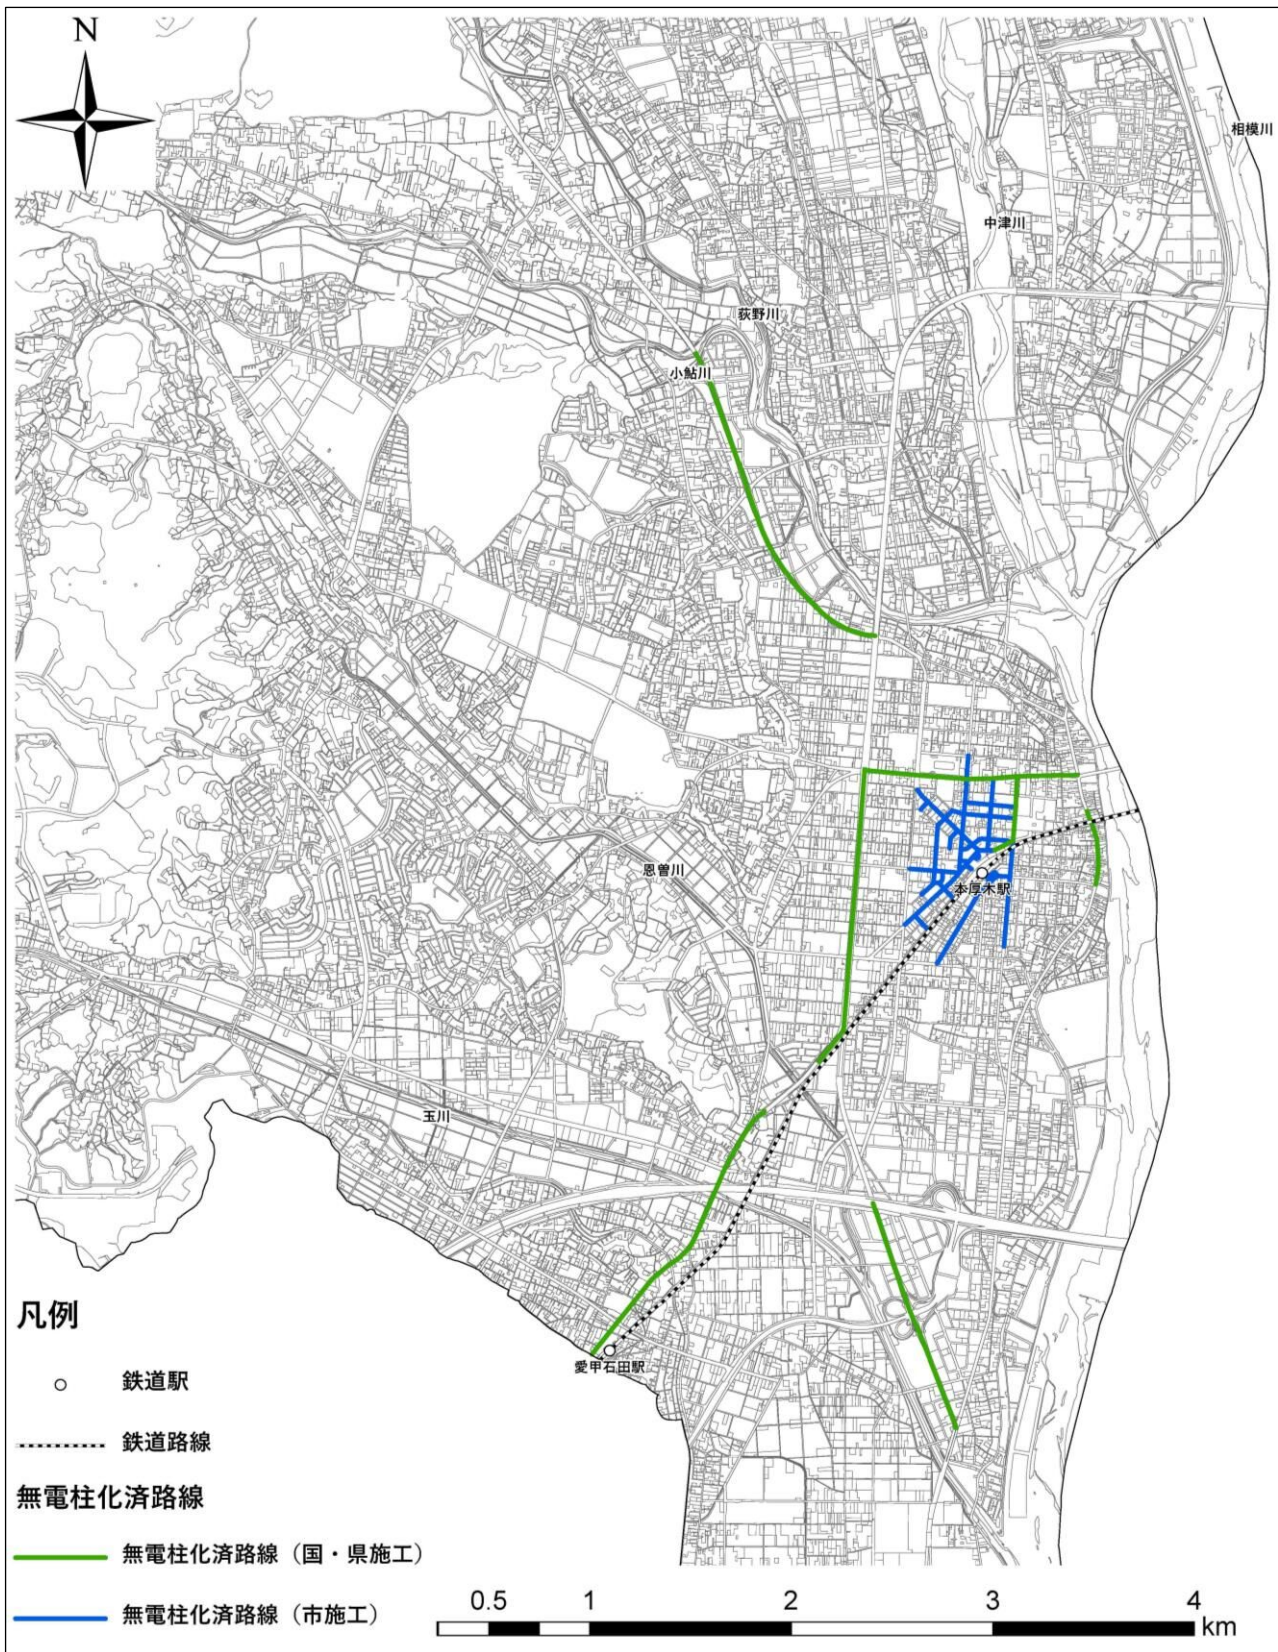 N
相模川
中津川
荻野川
小鮎川
恩曽川
本厚木駅
玉川
愛甲石田駅
凡例
鉄道駅
鉄道路線
無電柱化済路線
無電柱化済路線（国・県施工）
無電柱化済路線（市施工）
0.5 1 2 3 4
km